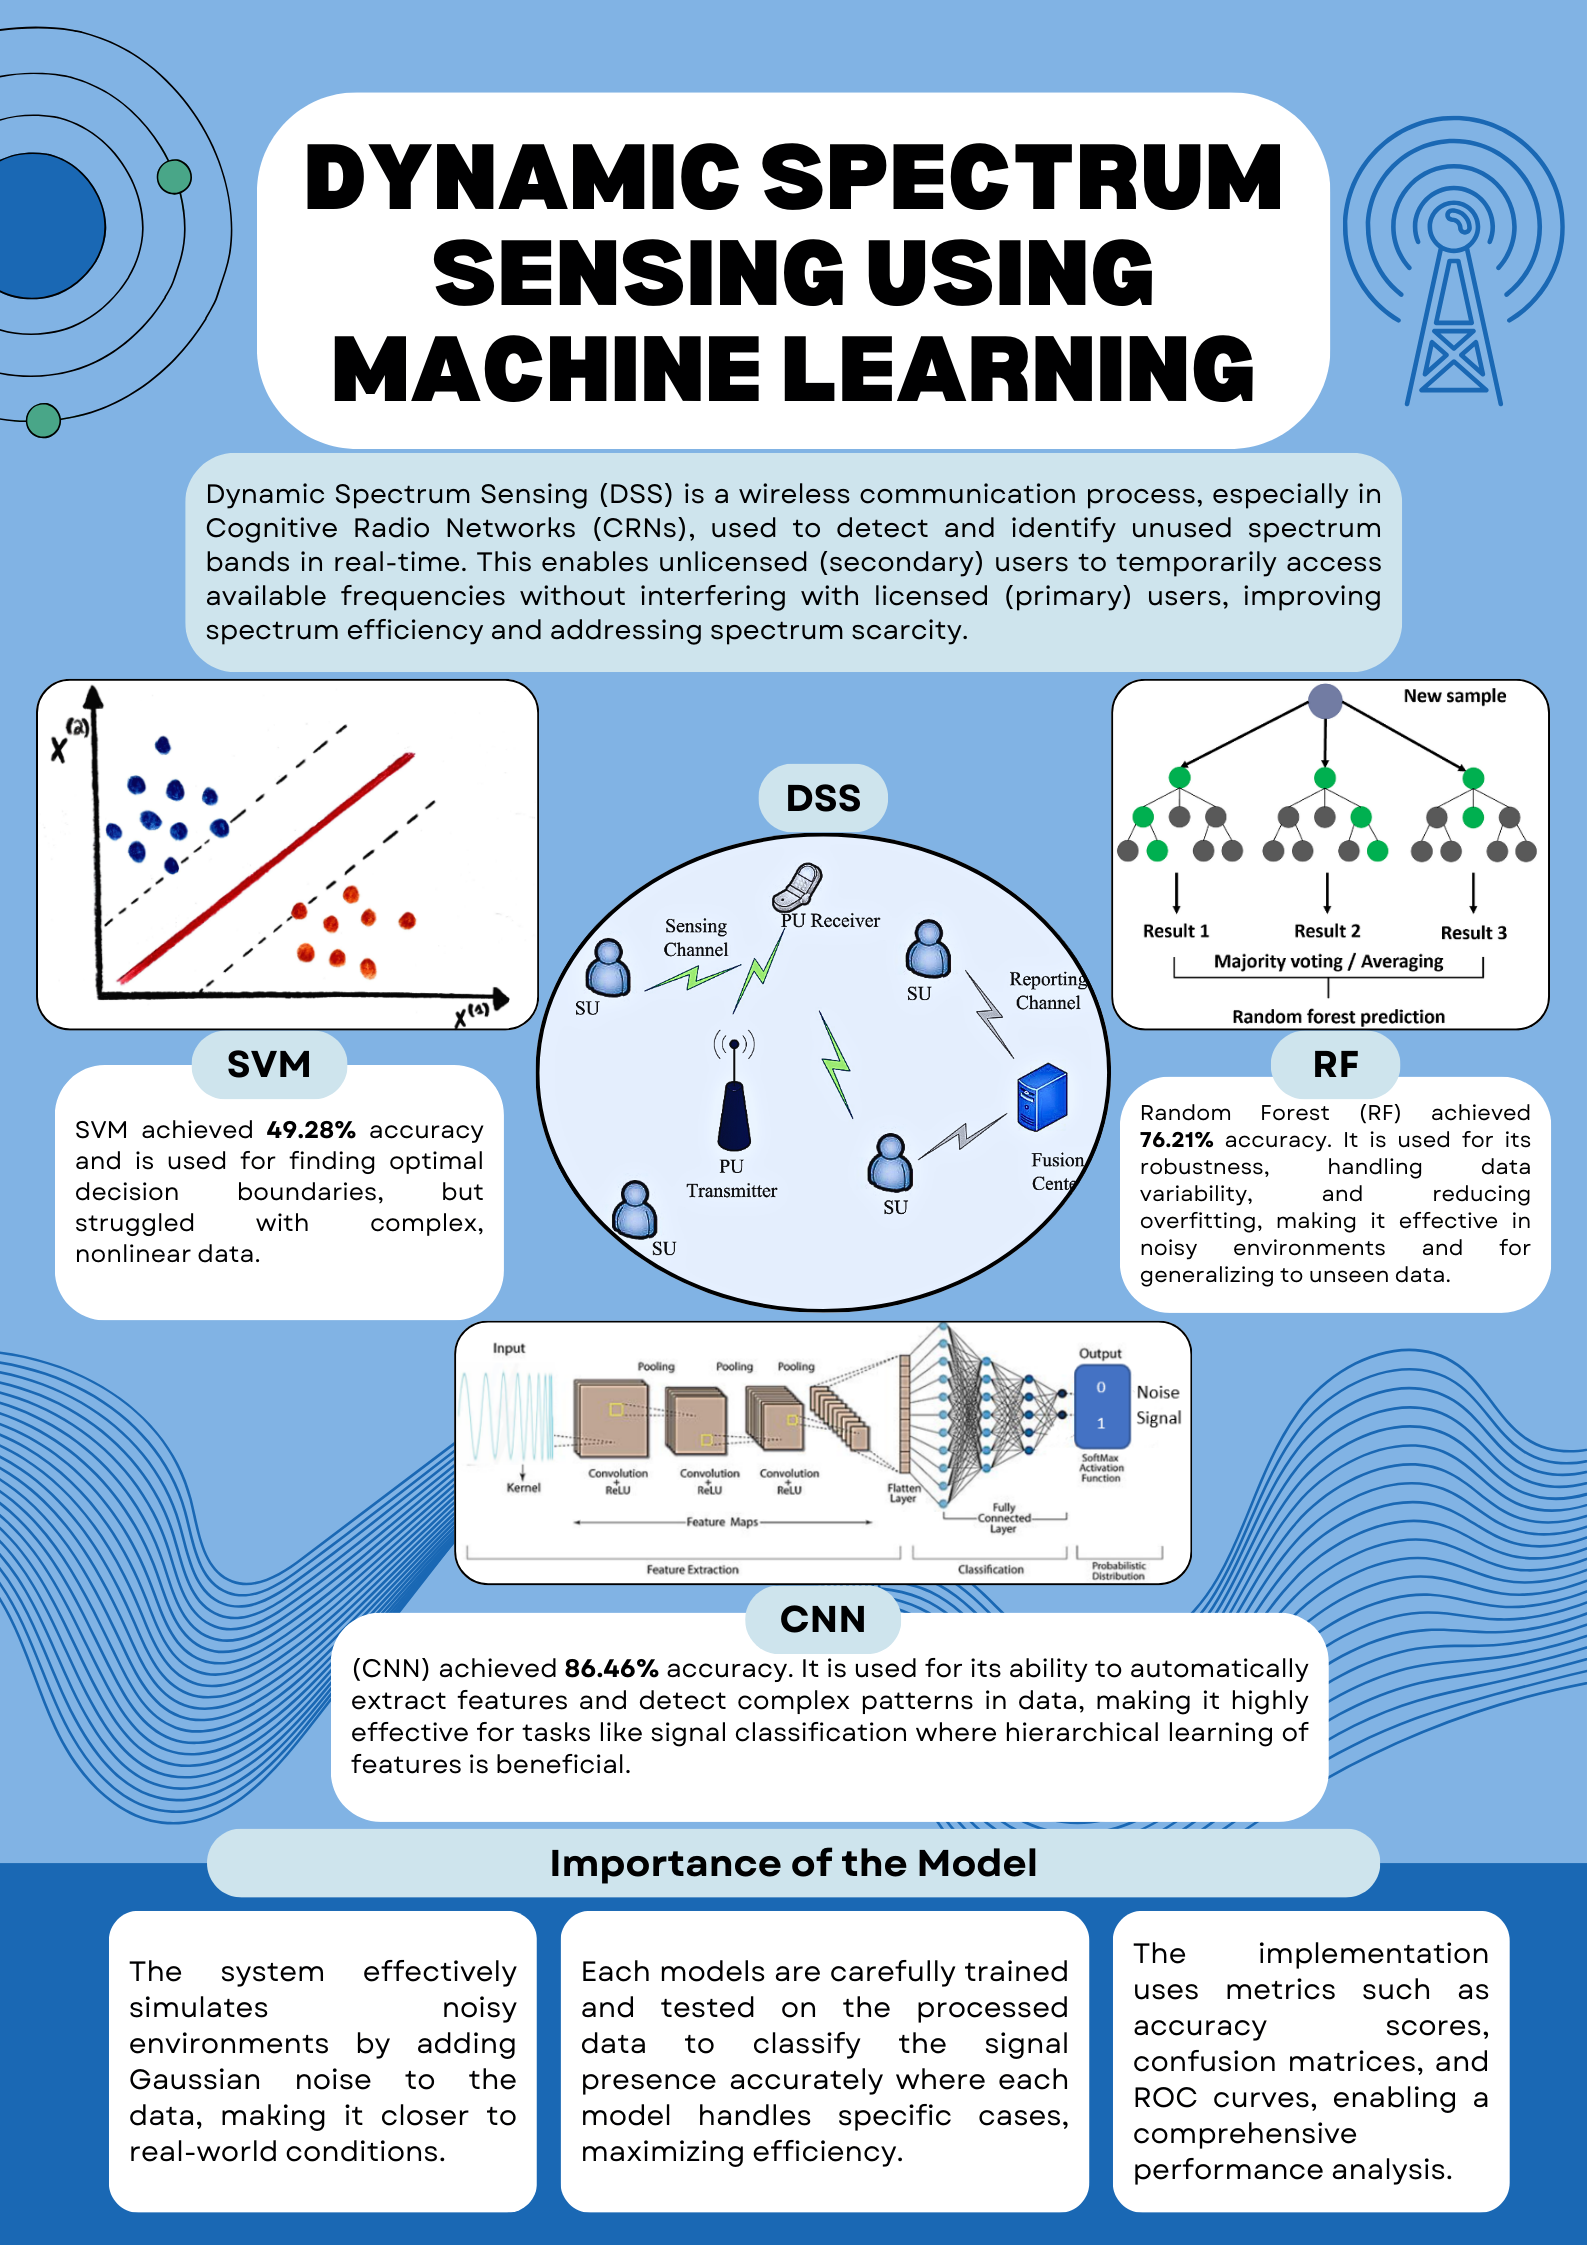 DYNAMIC SPECTRUM
SENSING USING
MACHINE LEARNING
Dynamic Spectrum Sensing (DSS) is a wireless communication process, especially in
Cognitive Radio Networks (CRNs), used to detect and identify unused spectrum
bands in real-time. This enables unlicensed (secondary) users to temporarily access
available frequencies without interfering with licensed (primary) users, improving
spectrum efficiency and addressing spectrum scarcity.
X(2)
X(1)
SVM
SVM achieved 49.28% accuracy
and is used for finding optimal
decision boundaries, but
struggled with complex,
nonlinear data.
DSS
PU Receiver
Sensing
Channel
SU
SU
Reporting
Channel
PU
Transmitter
SU
SU
Fusion
Cente
New sample
Result 1
Result 2
Result 3
Majority voting / Averaging
Random forest prediction
RF
Random Forest (RF) achieved
76.21% accuracy. It is used for its
robustness, handling data
variability, and reducing
overfitting, making it effective in
noisy environments and for
generalizing to unseen data.
Input
Pooling
Pooling
Pooling
Output
0
Noise
1
Signal
Kernel
Convolution
+
ReLU
Convolution
+
ReLU
Convolution
+
ReLU
Flatten
Layer
SoftMax
Activation
Function
Fully
Connected
Layer
Feature Maps
Feature Extraction
Classification
Probabilistic
Distribution
CNN
(CNN) achieved 86.46% accuracy. It is used for its ability to automatically
extract features and detect complex patterns in data, making it highly
effective for tasks like signal classification where hierarchical learning of
features is beneficial.
Importance of the Model
The system effectively
simulates noisy
environments by adding
Gaussian noise to the
data, making it closer to
real-world conditions.
Each models are carefully trained
and tested on the processed
data to classify the signal
presence accurately where each
model handles specific cases,
maximizing efficiency.
The implementation
uses metrics such as
accuracy scores,
confusion matrices, and
ROC curves, enabling a
comprehensive
performance analysis.